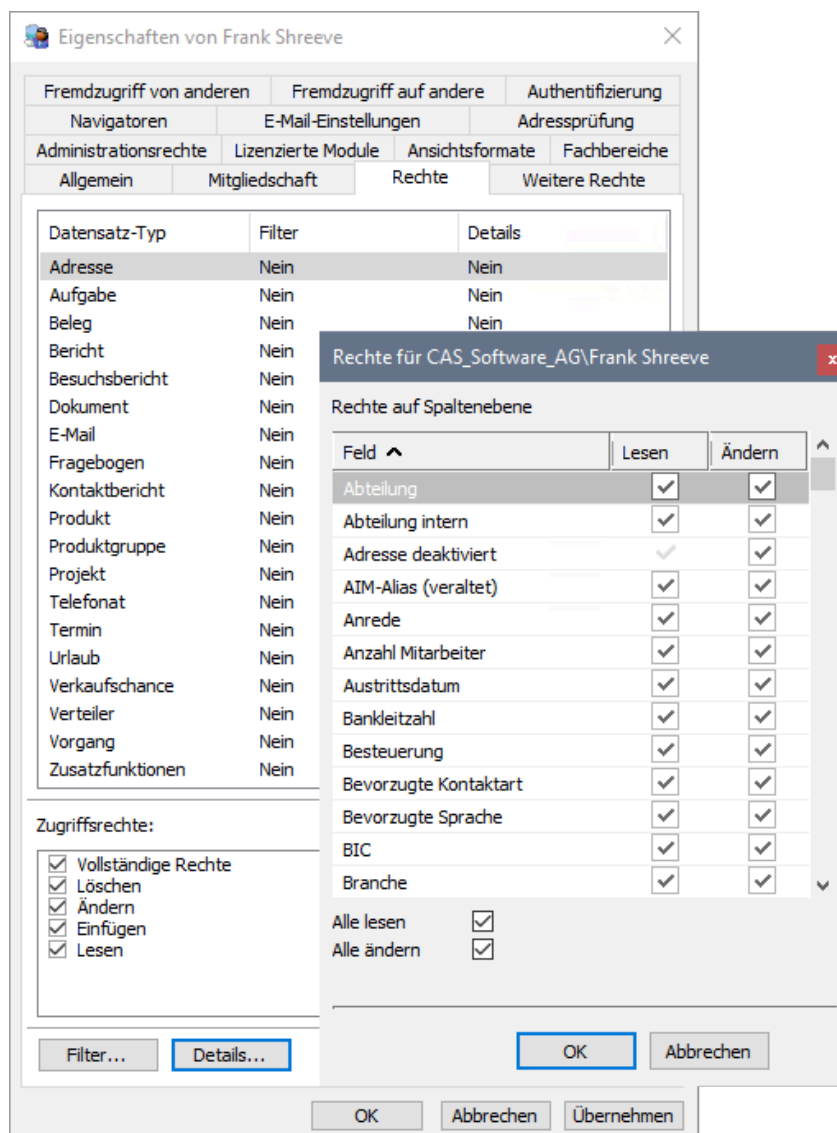 Eigenschaften von Frank Shreeve
Fremdzugriff von anderen Fremdzugriff auf andere Authentifizierung
Navigatoren E-Mail-Einstellungen Adressprüfung
Administrationsrechte Lizenzierte Module Ansichtsformate Fachbereiche
Allgemein Mitgliedschaft Rechte Weitere Rechte
Datensatz-Typ Filter Details
Adresse Nein Nein
Aufgabe Nein Nein
Beleg Nein Nein
Bericht Nein
Besuchsbericht Nein
Dokument Nein
E-Mail Nein
Fragebogen Nein
Kontaktbericht Nein
Produkt Nein
Produktgruppe Nein
Projekt Nein
Telefonat Nein
Termin Nein
Urlaub Nein
Verkaufschance Nein
Verteiler Nein
Vorgang Nein
Zusatzfunktionen Nein
Zugriffsrechte:
Vollständige Rechte
Löschen
Ändern
Einfügen
Lesen
Filter... Details...
OK Abbrechen Übernehmen
Rechte für CAS_Software_AG\Frank Shreeve x
Rechte auf Spaltenebene
Feld Lesen Ändern
Abteilung
Abteilung intern
Adresse deaktiviert
AIM-Alias (veraltet)
Anrede
Anzahl Mitarbeiter
Austrittsdatum
Bankleitzahl
Besteuerung
Bevorzugte Kontaktart
Bevorzugte Sprache
BIC
Branche
Alle lesen
Alle ändern
OK Abbrechen